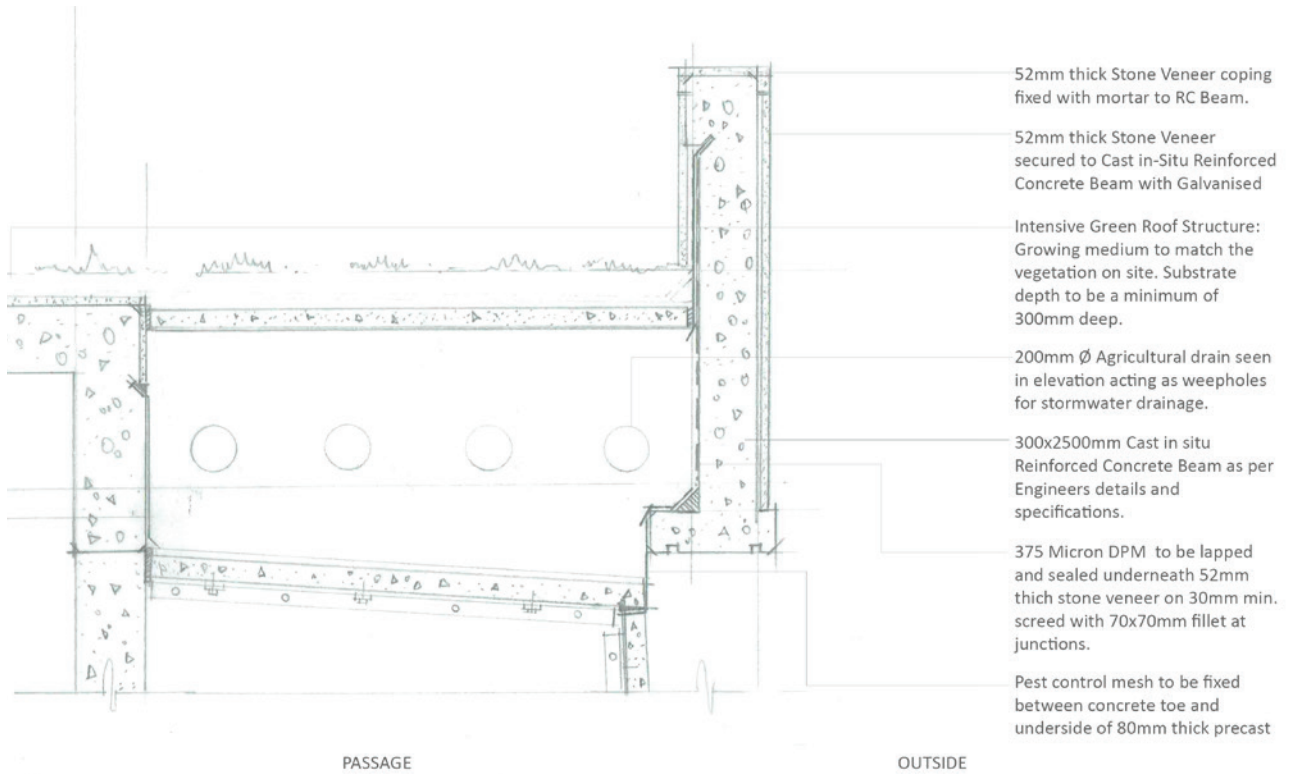 52mm thick Stone Veneer coping
fixed with mortar to RC Beam.
52mm thick Stone Veneer
secured to Cast in-Situ Reinforced
Concrete Beam with Galvanised
Intensive Green Roof Structure:
Growing medium to match the
vegetation on site. Substrate
depth to be a minimum of
300mm deep.
200mm Ø Agricultural drain seen
in elevation acting as weepholes
for stormwater drainage.
300x2500mm Cast in situ
Reinforced Concrete Beam as per
Engineers details and
specifications.
375 Micron DPM to be lapped
and sealed underneath 52mm
thich stone veneer on 30mm min.
screed with 70x70mm fillet at
junctions.
Pest control mesh to be fixed
between concrete toe and
underside of 80mm thick precast
PASSAGE
OUTSIDE